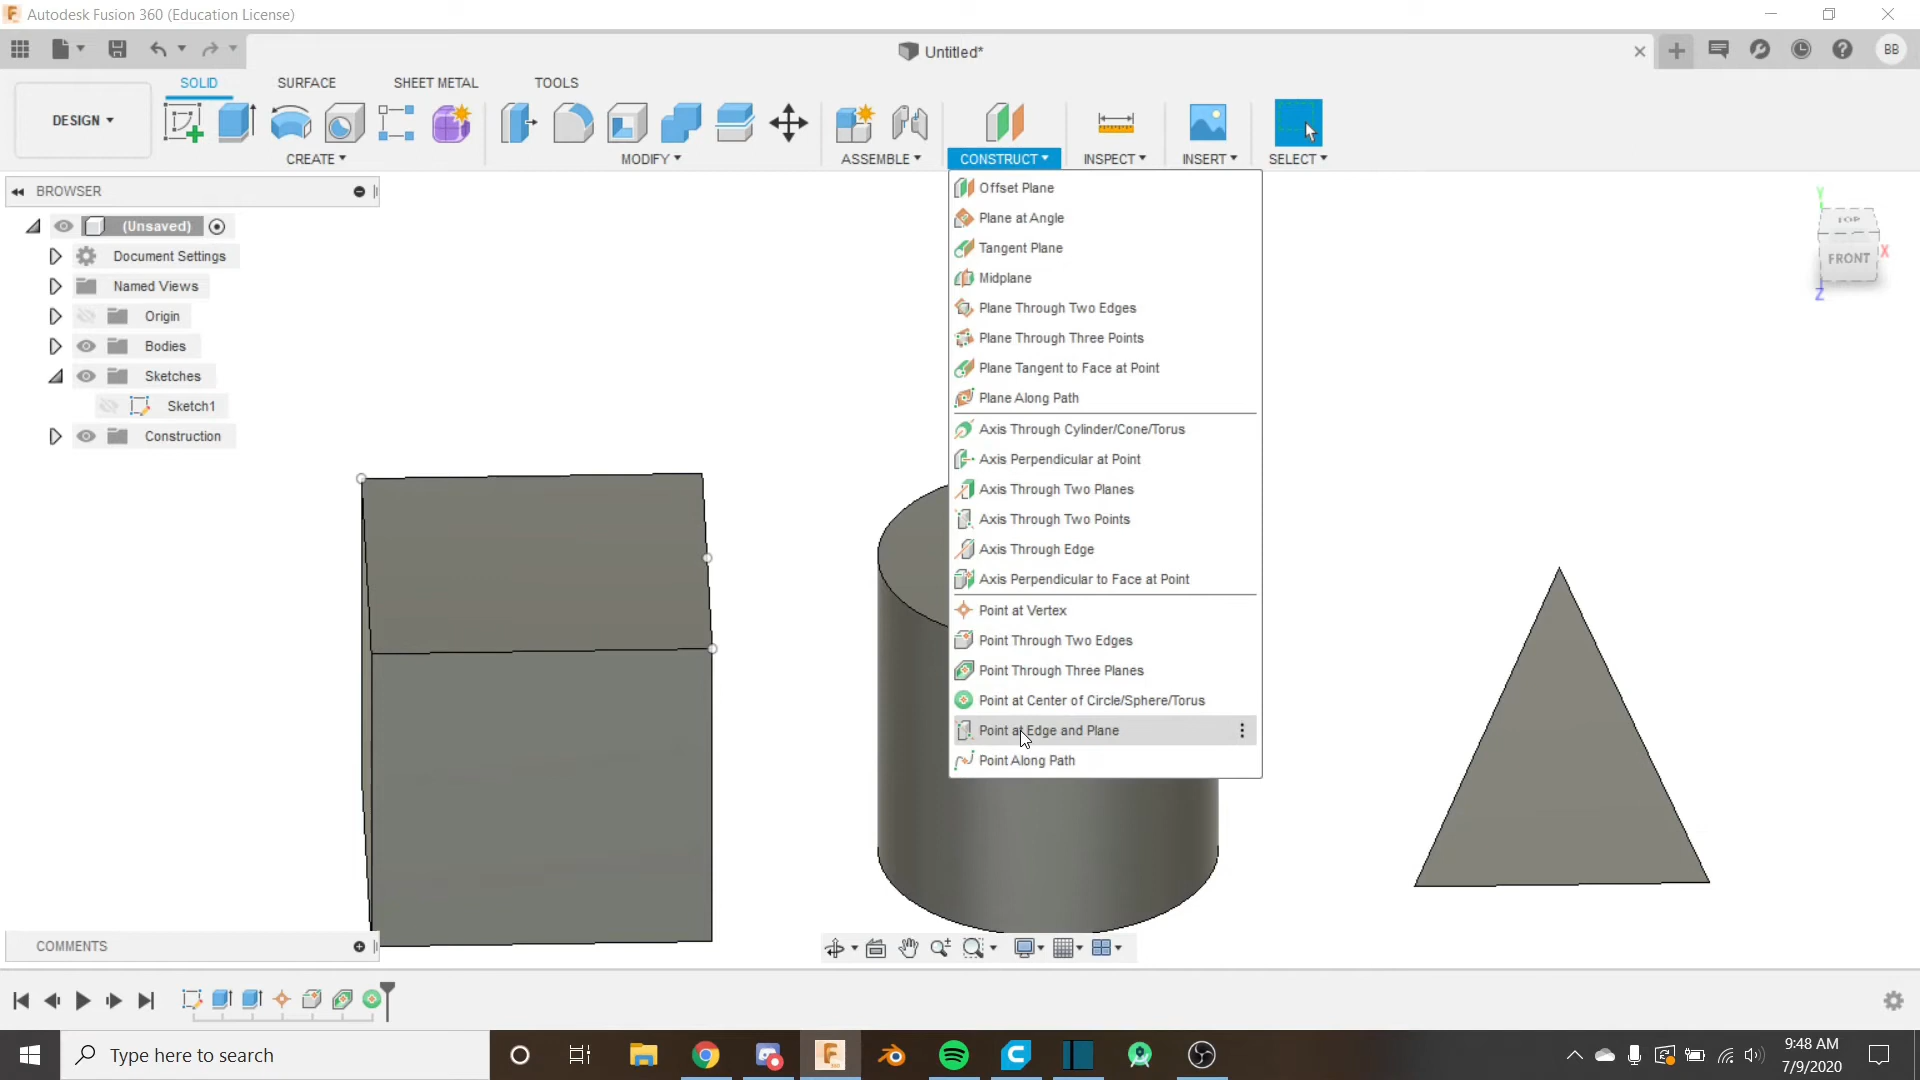 Autodesk Fusion 360 (Education License)
Untitled*
BB
SOLID
SURFACE
SHEET METAL
TOOLS
DESIGN
CREATE
MODIFY
ASSEMBLE
CONSTRUCT
INSPECT
INSERT
SELECT
BROWSER
(Unsaved)
Document Settings
Named Views
Origin
Bodies
Sketches
Sketch1
Construction
Offset Plane
Plane at Angle
Tangent Plane
Midplane
Plane Through Two Edges
Plane Through Three Points
Plane Tangent to Face at Point
Plane Along Path
Axis Through Cylinder/Cone/Torus
Axis Perpendicular at Point
Axis Through Two Planes
Axis Through Two Points
Axis Through Edge
Axis Perpendicular to Face at Point
Point at Vertex
Point Through Two Edges
Point Through Three Planes
Point at Center of Circle/Sphere/Torus
Point at Edge and Plane
Point Along Path
Y
TOP
X
FRONT
Z
COMMENTS
Type here to search
9:48 AM
7/9/2020